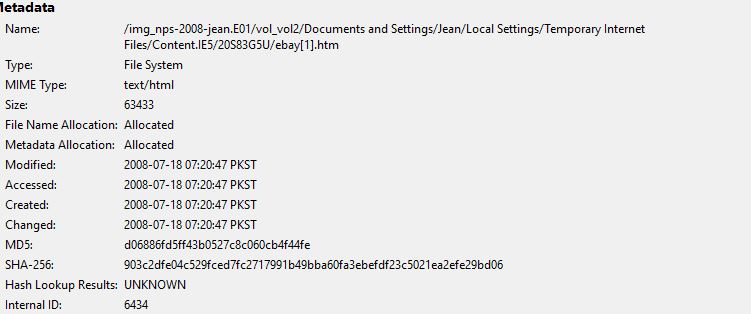 Metadata
Name: /img_nps-2008-jean.E01/vol_vol2/Documents and Settings/Jean/Local Settings/Temporary Internet
Files/Content.IE5/20S83G5U/ebay[1].htm
Type: File System
MIME Type: text/html
Size: 63433
File Name Allocation: Allocated
Metadata Allocation: Allocated
Modified: 2008-07-18 07:20:47 PKST
Accessed: 2008-07-18 07:20:47 PKST
Created: 2008-07-18 07:20:47 PKST
Changed: 2008-07-18 07:20:47 PKST
MD5: d06886fd5ff43b0527c8c060cb4f44fe
SHA-256: 903c2dfe04c529fced7fc2717991b49bba60fa3ebefdf23c5021ea2efe29bd06
Hash Lookup Results: UNKNOWN
Internal ID: 6434